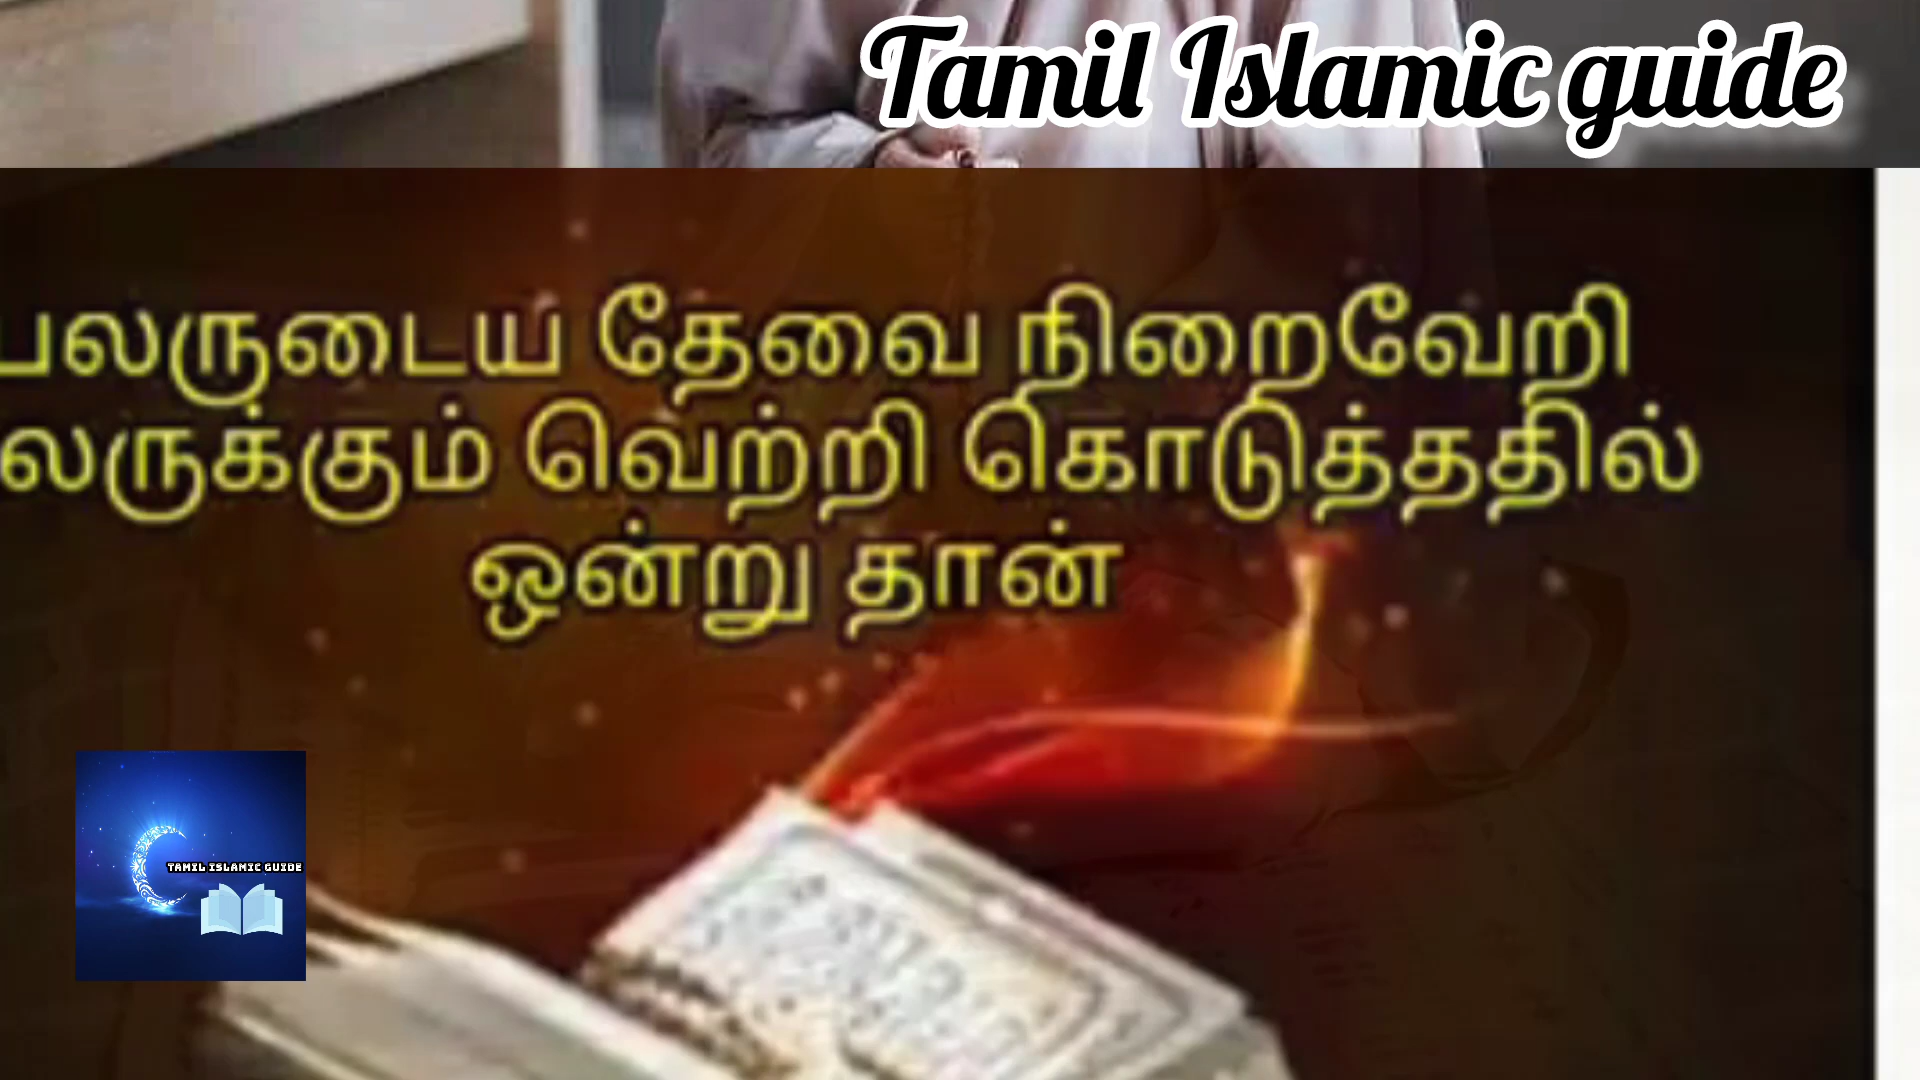 Tamil Islamic guide
பலருடைய தேவை நிறைவேறி
லருக்கும் வெற்றி கொடுத்ததில்
ஒன்று தான்
TAMIL ISLAMIC GUIDE